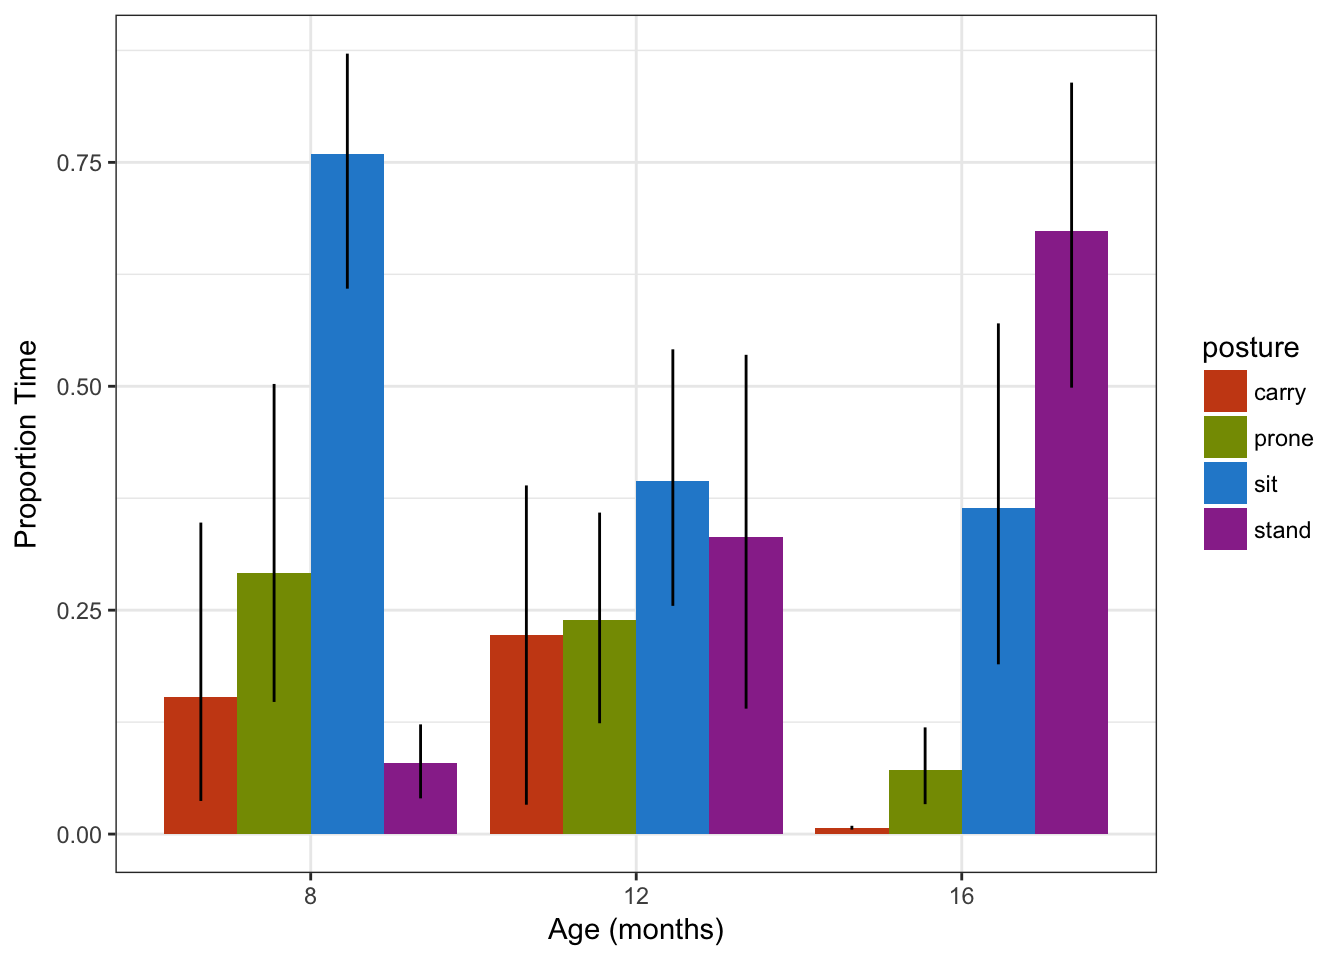 Proportion Time
0.75
0.50
0.25
0.00
8 12 16
Age (months)
posture
carry
prone
sit
stand